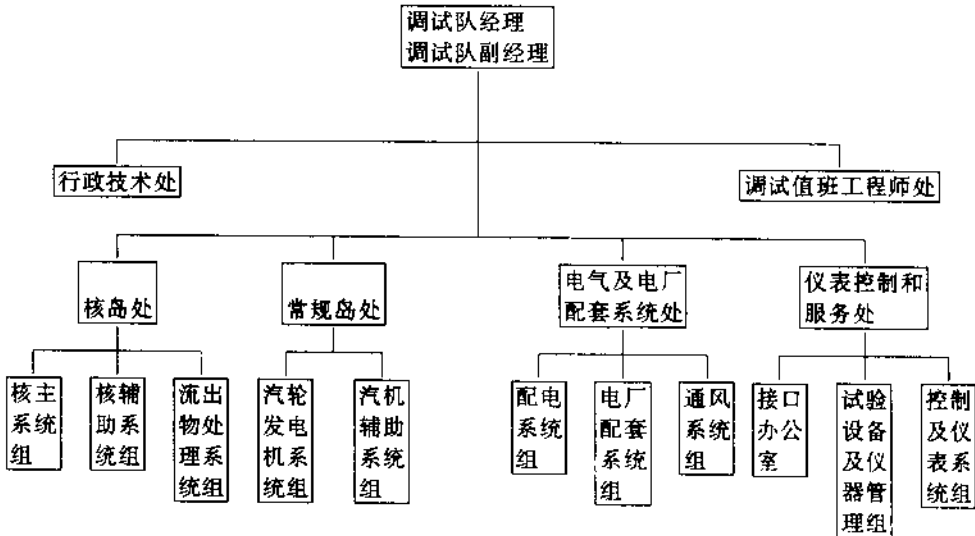 调试队经理
调试队副经理
行政技术处
调试值班工程师处
核岛处
常规岛处
电气及电厂
配套系统处
仪表控制和
服务处
核主
系统
组
核辅
助系
统组
流出
物处
理系
统组
汽轮
发电
机系
统组
汽机
辅助
系统
组
配电
系统
组
电厂
配套
系统
组
通风
系统
组
接口
办公
室
试验
设备
及仪
器管
理组
控制
及仪
表系
统组